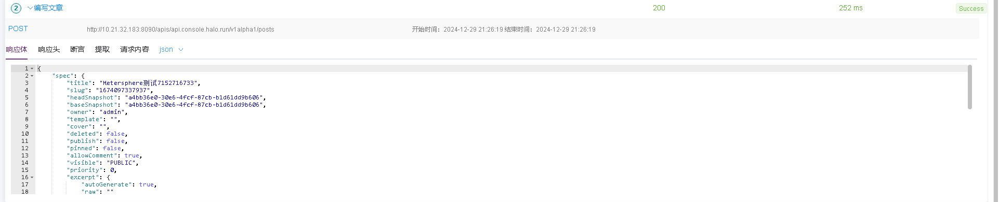 2 编写文章 200 252 ms Success
POST http://10.21.32.183:8090/apis/api.console.halo.run/v1alpha1/posts 开始时间：2024-12-29 21:26:19 结束时间：2024-12-29 21:26:19
响应体 响应头 断言 提取 请求内容 json
1 {
2 "spec": {
3 "title": "Metersphere测试7152716733",
4 "slug": "1674097337937",
5 "headSnapshot": "a4bb36e0-30e6-4fcf-87cb-b1d61dd9b606",
6 "baseSnapshot": "a4bb36e0-30e6-4fcf-87cb-b1d61dd9b606",
7 "owner": "admin",
8 "template": "",
9 "cover": "",
10 "deleted": false,
11 "publish": false,
12 "pinned": false,
13 "allowComment": true,
14 "visible": "PUBLIC",
15 "priority": 0,
16 "excerpt": {
17 "autoGenerate": true,
18 "raw": ""